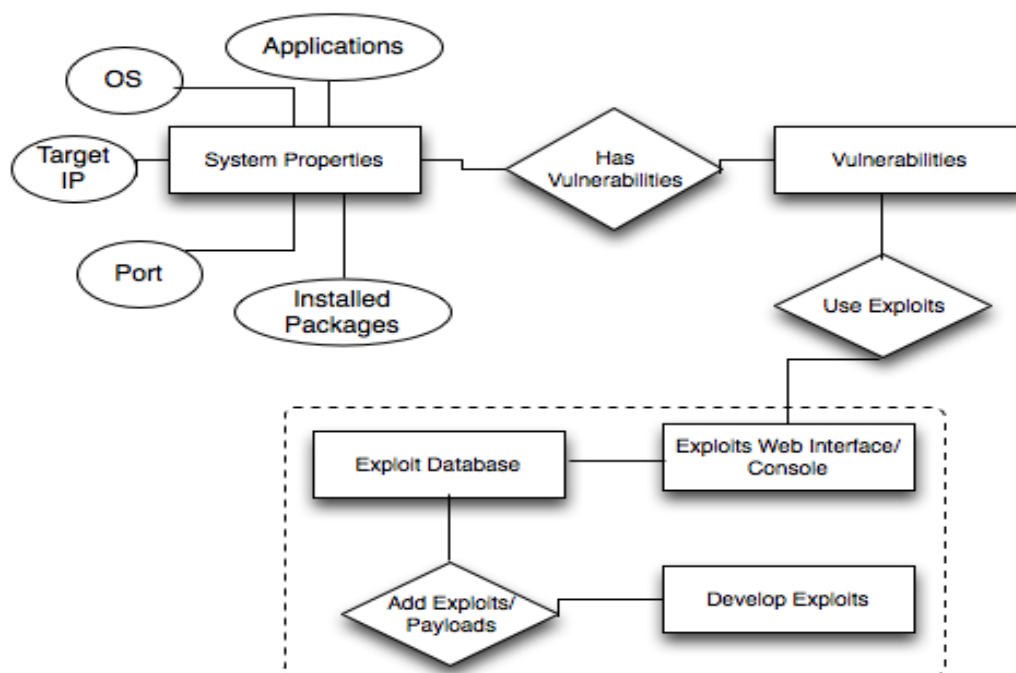 Applications
OS
Target
IP
System Properties
Has
Vulnerabilities
Vulnerabilities
Port
Installed
Packages
Use Exploits
Exploit Database
Exploits Web Interface/
Console
Add Exploits/
Payloads
Develop Exploits